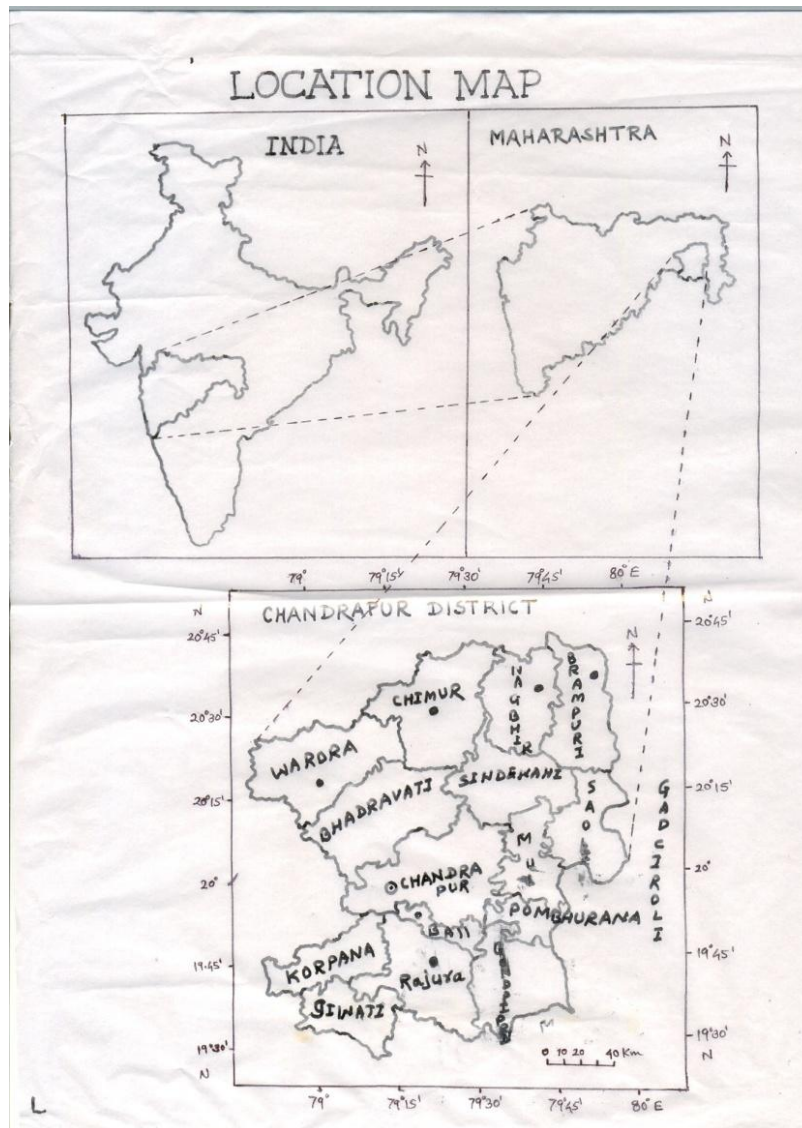 LOCATION MAP
INDIA
N
MAHARASHTRA
N
79° 79°15' 79°30' 79°45' 80° E
CHANDRAPUR DISTRICT
N
N
N
20°45'
20°45'
20°30'
20°30'
20°15'
20°15'
20°
20°
19°45'
19°45'
19°30'
19°30'
N
N
CHIMUR
NAGBHIR
BRAMPURI
WARORA
BHADRAVATI
SINDEWAHI
SAO
GADCIROLI
MUL
CHANDRA
PUR
POMBHURANA
KORPANA
Rajura
JIWATI
0 10 20 40 Km
79° 79°15' 79°30' 79°45' 80° E
L